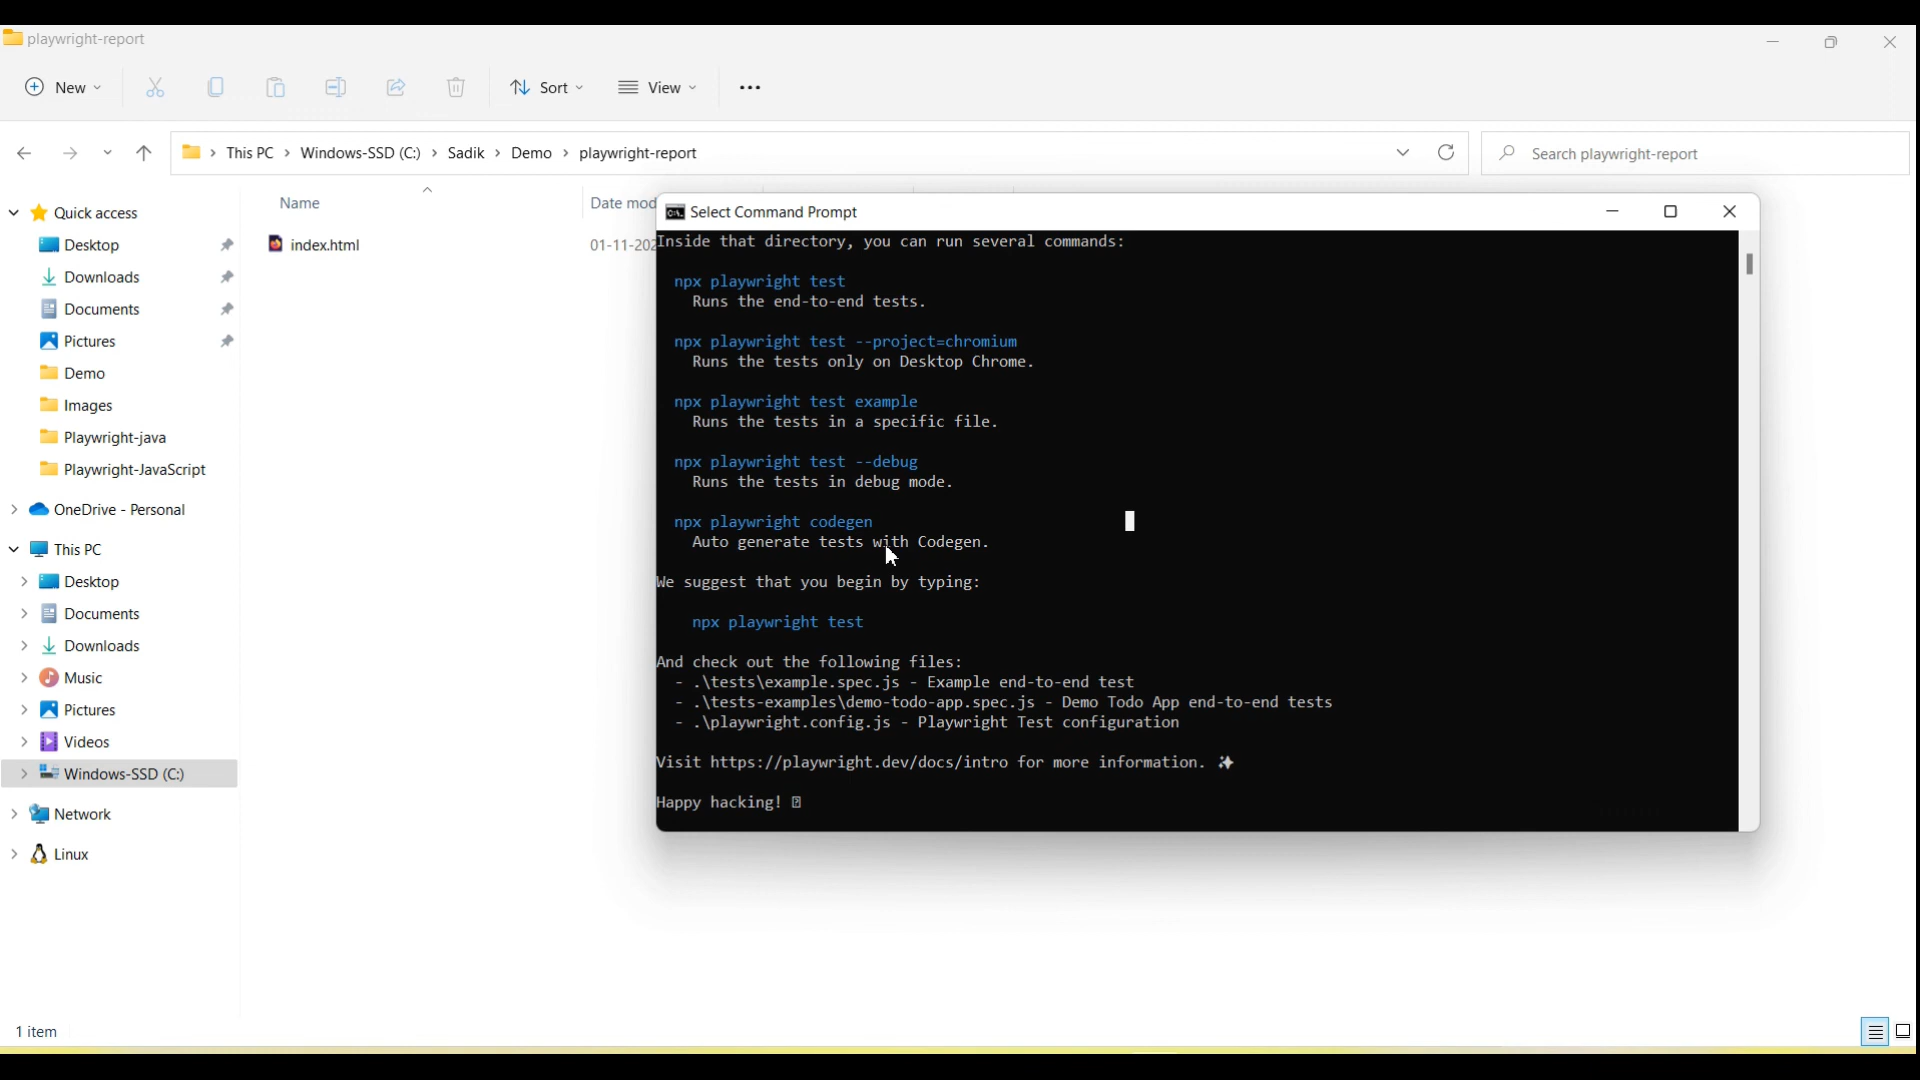 playwright-report
New
Sort
View
This PC > Windows-SSD (C:) > Sadik > Demo > playwright-report
Search playwright-report
Quick access
Desktop
Downloads
Documents
Pictures
Demo
Images
Playwright-java
Playwright-JavaScript
OneDrive - Personal
This PC
Desktop
Documents
Downloads
Music
Pictures
Videos
Windows-SSD (C:)
Network
Linux
Name
Date mod
index.html
01-11-202
Select Command Prompt
Inside that directory, you can run several commands:
npx playwright test
Runs the end-to-end tests.
npx playwright test --project=chromium
Runs the tests only on Desktop Chrome.
npx playwright test example
Runs the tests in a specific file.
npx playwright test --debug
Runs the tests in debug mode.
npx playwright codegen
Auto generate tests with Codegen.
We suggest that you begin by typing:
npx playwright test
And check out the following files:
- .\tests\example.spec.js - Example end-to-end test
- .\tests-examples\demo-todo-app.spec.js - Demo Todo App end-to-end tests
- .\playwright.config.js - Playwright Test configuration
Visit https://playwright.dev/docs/intro for more information. ✨
Happy hacking!
1 item